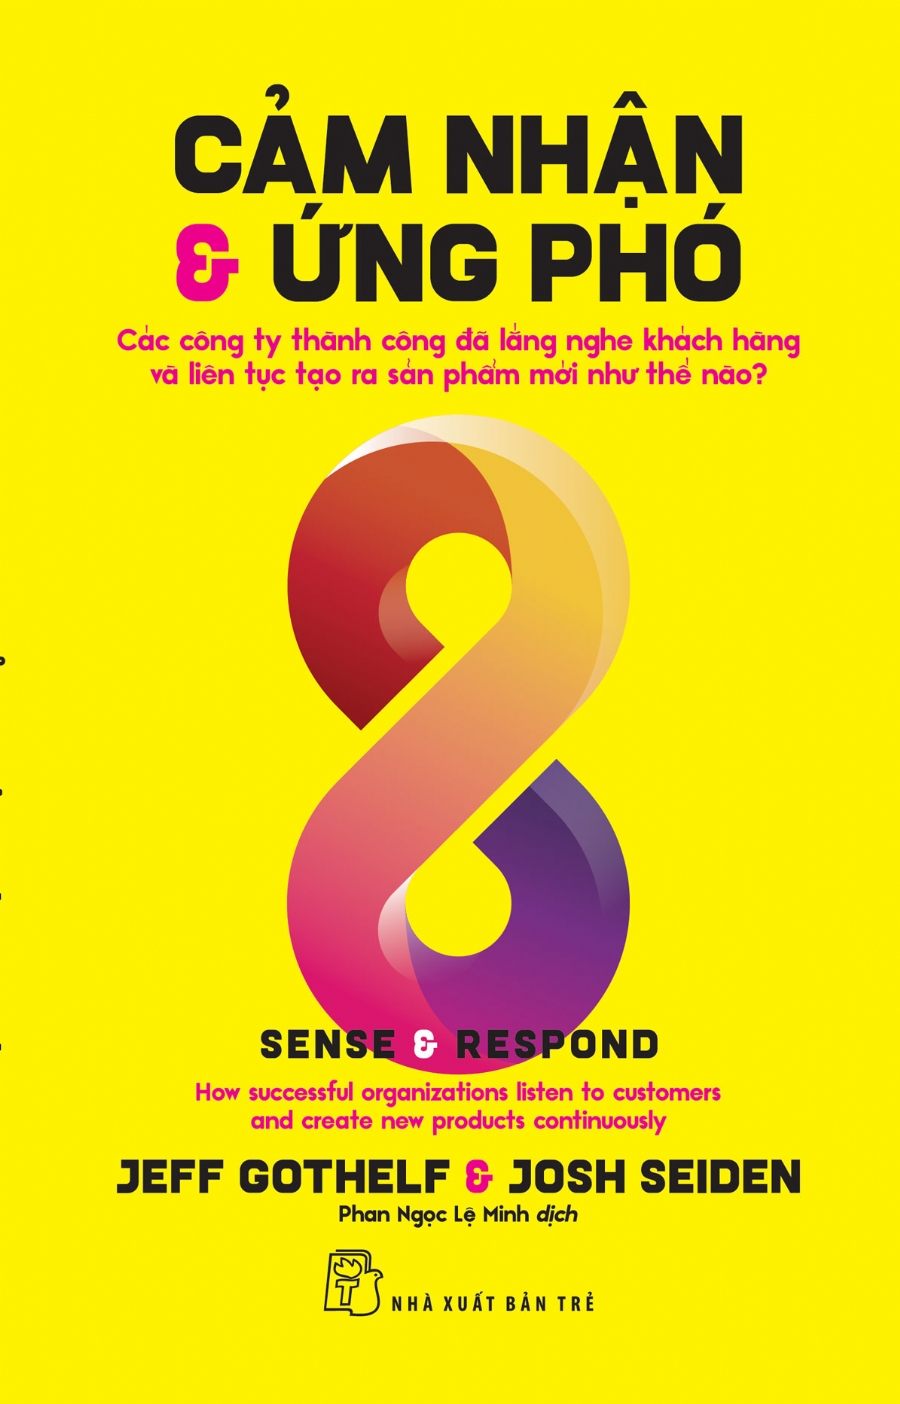 CẢM NHẬN
& ỨNG PHÓ
Các công ty thành công đã lắng nghe khách hàng
và liên tục tạo ra sản phẩm mới như thế nào?
SENSE & RESPOND
How successful organizations listen to customers
and create new products continuously
JEFF GOTHELF & JOSH SEIDEN
Phan Ngọc Lệ Minh dịch
NHÀ XUẤT BẢN TRẺ